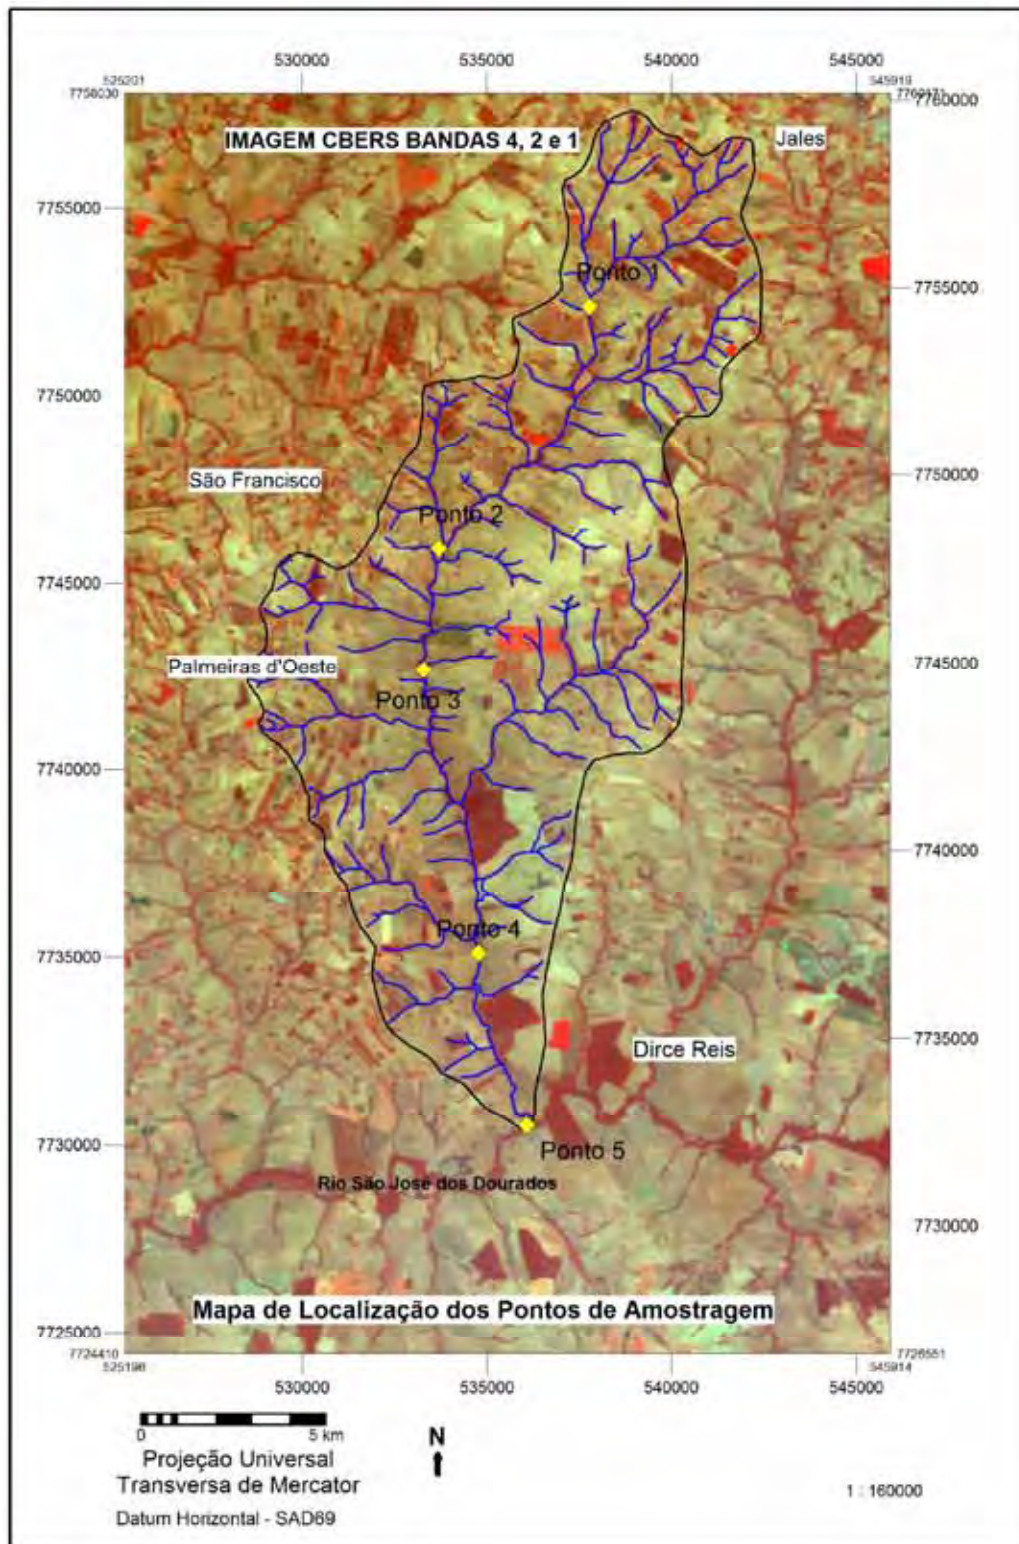 530000 535000 540000 545000
525201 545919
7758030
7760000
IMAGEM CBERS BANDAS 4, 2 e 1
Jales
7755000
Ponto 1
7755000
7750000
São Francisco
7750000
Ponto 2
7745000
Palmeiras d'Oeste
7745000
Ponto 3
7740000
7740000
Ponto 4
7735000
7735000
Dirce Reis
7730000
Ponto 5
Rio São José dos Dourados
7730000
Mapa de Localização dos Pontos de Amostragem
7725000
7724410 7726551
525198 545914
530000 535000 540000 545000
0 5 km
N
Projeção Universal
Transversa de Mercator
1 : 160000
Datum Horizontal - SAD69